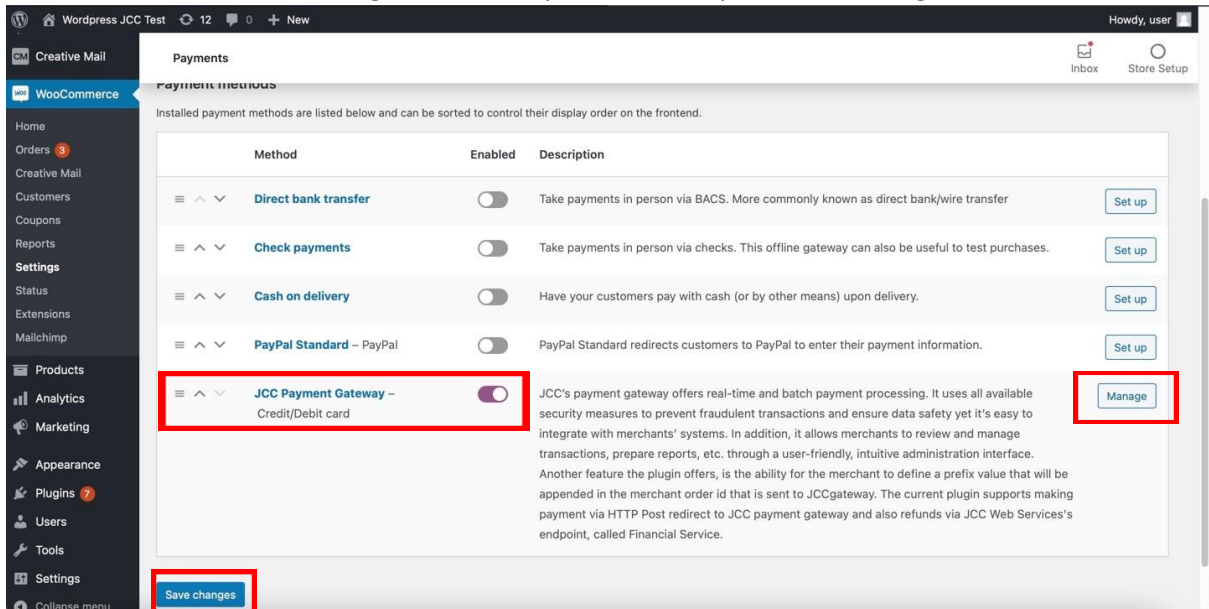 Wordpress JCC Test 12 0 + New Howdy, user
Creative Mail
Payments
Inbox
Store Setup
WooCommerce
Home
Orders 3
Creative Mail
Customers
Coupons
Reports
Settings
Status
Extensions
Mailchimp
Products
Analytics
Marketing
Appearance
Plugins 7
Users
Tools
Settings
Collapse menu
Payment methods
Installed payment methods are listed below and can be sorted to control their display order on the frontend.
Method Enabled Description
Direct bank transfer Take payments in person via BACS. More commonly known as direct bank/wire transfer Set up
Check payments Take payments in person via checks. This offline gateway can also be useful to test purchases. Set up
Cash on delivery Have your customers pay with cash (or by other means) upon delivery. Set up
PayPal Standard – PayPal PayPal Standard redirects customers to PayPal to enter their payment information. Set up
JCC Payment Gateway –
Credit/Debit card
JCC's payment gateway offers real-time and batch payment processing. It uses all available
security measures to prevent fraudulent transactions and ensure data safety yet it's easy to
integrate with merchants' systems. In addition, it allows merchants to review and manage
transactions, prepare reports, etc. through a user-friendly, intuitive administration interface.
Another feature the plugin offers, is the ability for the merchant to define a prefix value that will be
appended in the merchant order id that is sent to JCCgateway. The current plugin supports making
payment via HTTP Post redirect to JCC payment gateway and also refunds via JCC Web Services's
endpoint, called Financial Service.
Manage
Save changes